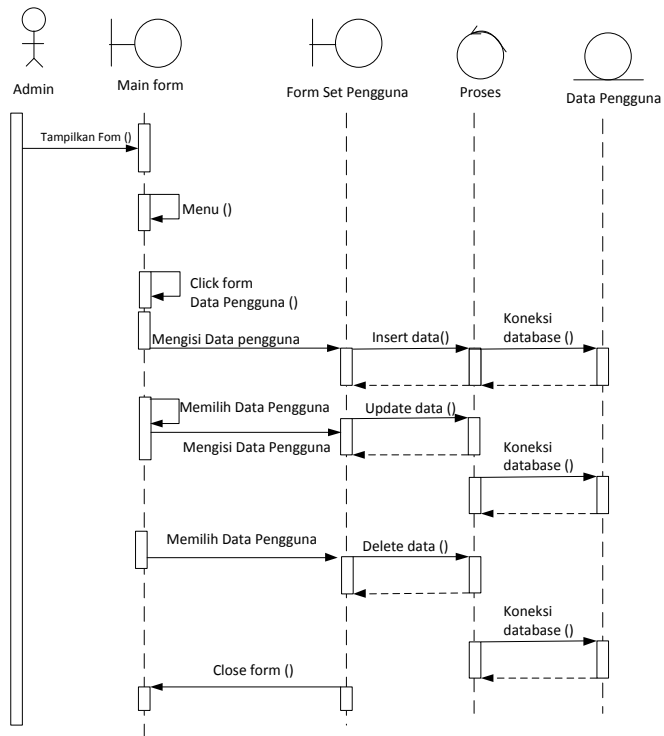 Admin
Main form
Form Set Pengguna
Proses
Data Pengguna
Tampilkan Fom ()
Menu ()
Click form
Data Pengguna ()
Mengisi Data pengguna
Insert data()
Koneksi
database ()
Memilih Data Pengguna
Update data ()
Mengisi Data Pengguna
Koneksi
database ()
Memilih Data Pengguna
Delete data ()
Koneksi
database ()
Close form ()